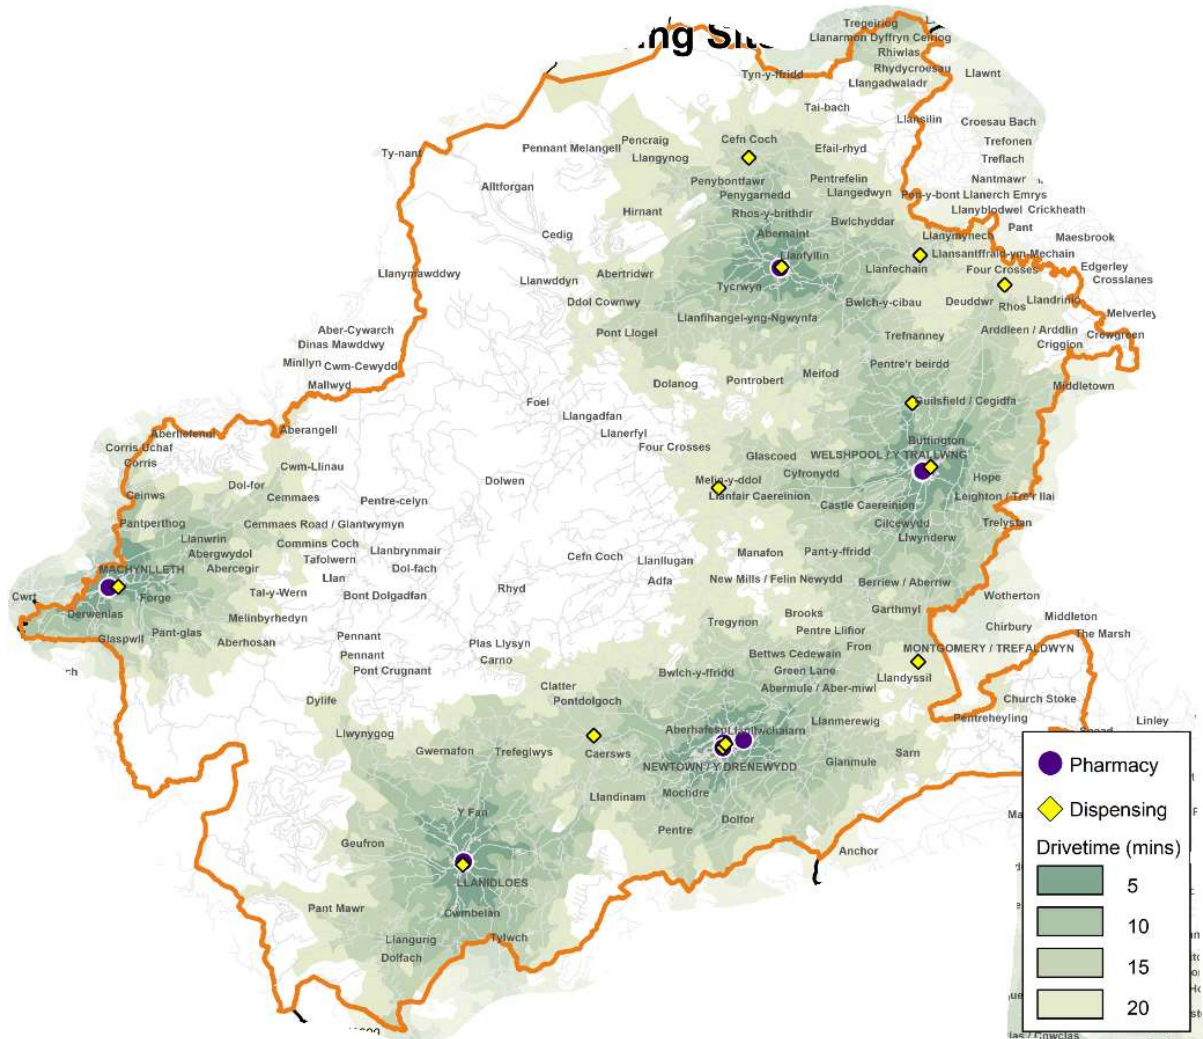 ng Sit
Tregeiriog
Llanarmon Dyffryn Ceiriog
Rhiwlas
Rhydycroesau
Llawnt
Tyn-y-ffridd
Llangadwaladr
Tai-bach
Llansilin
Croesau Bach
Trefonen
Treflach
Ty-nant
Pennant Melangell
Pencraig
Llangynog
Cefn Coch
Efail-rhyd
Nantmawr
Alltforgan
Penybontfawr
Penygarnedd
Pentrefelin
Llangedwyn
Pen-y-bont Llanerch Emrys
Hirnant
Rhos-y-brithdir
Bwlchyddar
Llanyblodwel
Crickheath
Pant
Cedig
Abernaint
Llanymynech
Maesbrook
Llanfyllin
Llansantffraid-ym-Mechain
Llanymawddwy
Llanwddyn
Abertridwr
Llanfechain
Four Crosses
Edgerley
Crosslanes
Ddol Cownwy
Tycrwyn
Bwlch-y-cibau
Deuddwr
Rhos
Llandrinio
Melverley
Aber-Cywarch
Dinas Mawddwy
Pont Llogel
Llanfihangel-yng-Ngwynfa
Trefnanney
Arddleen / Arddlin
Crewgreen
Criggion
Minllyn
Cwm-Cewydd
Mallwyd
Dolanog
Pontrobert
Meifod
Pentre'r beirdd
Middletown
Foel
Llangadfan
Guilsfield / Cegidfa
Aberllefenni
Aberangell
Llanerfyl
Four Crosses
Buttington
Corris Uchaf
Corris
Glascoed
WELSHPOOL / Y TRALLWNG
Cwm-Llinau
Dolwen
Melin-y-ddol
Cyfronydd
Hope
Ceinws
Dol-for
Cemmaes
Pentre-celyn
Llanfair Caereinion
Castle Caereinion
Leighton / Tre'r llai
Pantperthog
Cemmaes Road / Glantwymyn
Cilcewydd
Trelystan
Llanwrin
Commins Coch
Llanbrynmair
Llwynderw
Abergwydol
Tafolwern
Cefn Coch
Llanllugan
Manafon
Pant-y-ffridd
MACHYNLLETH
Abercegir
Dol-fach
Llan
Adfa
New Mills / Felin Newydd
Berriew / Aberriw
Cwrt
Forge
Tal-y-Wern
Bont Dolgadfan
Rhyd
Wotherton
Derwenlas
Melinbyrhedyn
Brooks
Garthmyl
Middleton
Tregynon
Pentre Llifior
Chirbury
The Marsh
Glaspwll
Pant-glas
Aberhosan
Pennant
Plas Llysyn
Fron
MONTGOMERY / TREFALDWYN
Pennant
Carno
Bettws Cedewain
Pont Crugnant
Bwlch-y-ffridd
Green Lane
Llandyssil
Clatter
Abermule / Aber-miwl
Church Stoke
Dylife
Pontdolgoch
Pentreheyling
Linley
Llwynygog
Aberhafesp
Llanllwchaiarn
Llanmerewig
Gwernafon
Trefeglwys
Caersws
Sarn
NEWTOWN / Y DRENEWYDD
Glanmule
Llandinam
Mochdre
Y Fan
Dolfor
Pentre
Geufron
Anchor
LLANIDLOES
Pant Mawr
Cwmbelan
Llangurig
Tylwch
Dolfach
Pharmacy
Dispensing
Drivetime (mins)
5
10
15
20